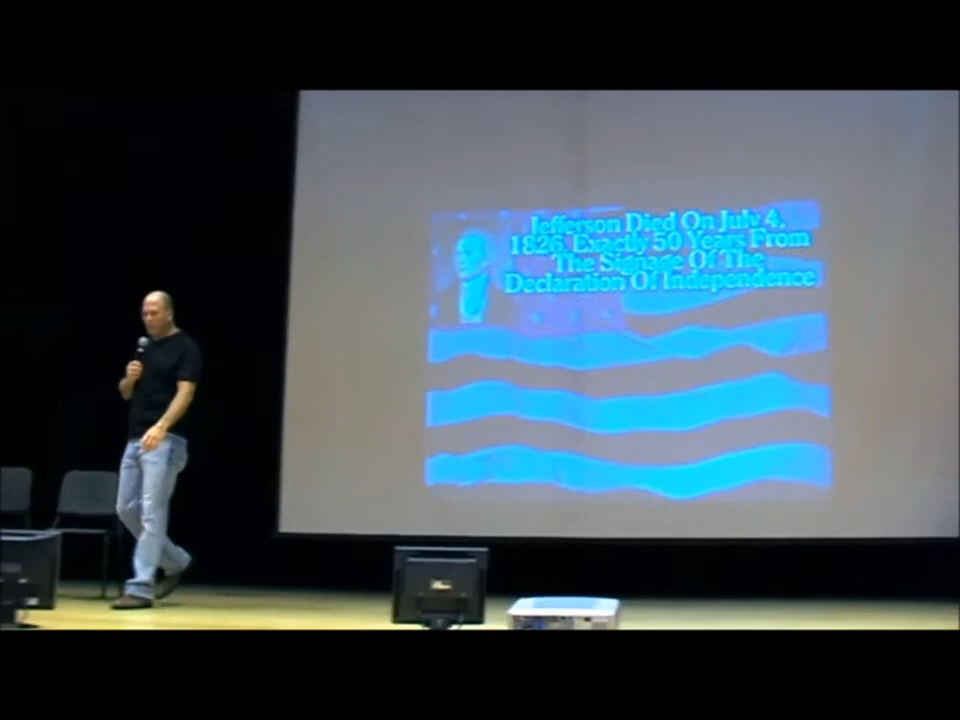 Jefferson Died On July 4,
1826, Exactly 50 Years From
The Signage Of The
Declaration Of Independence